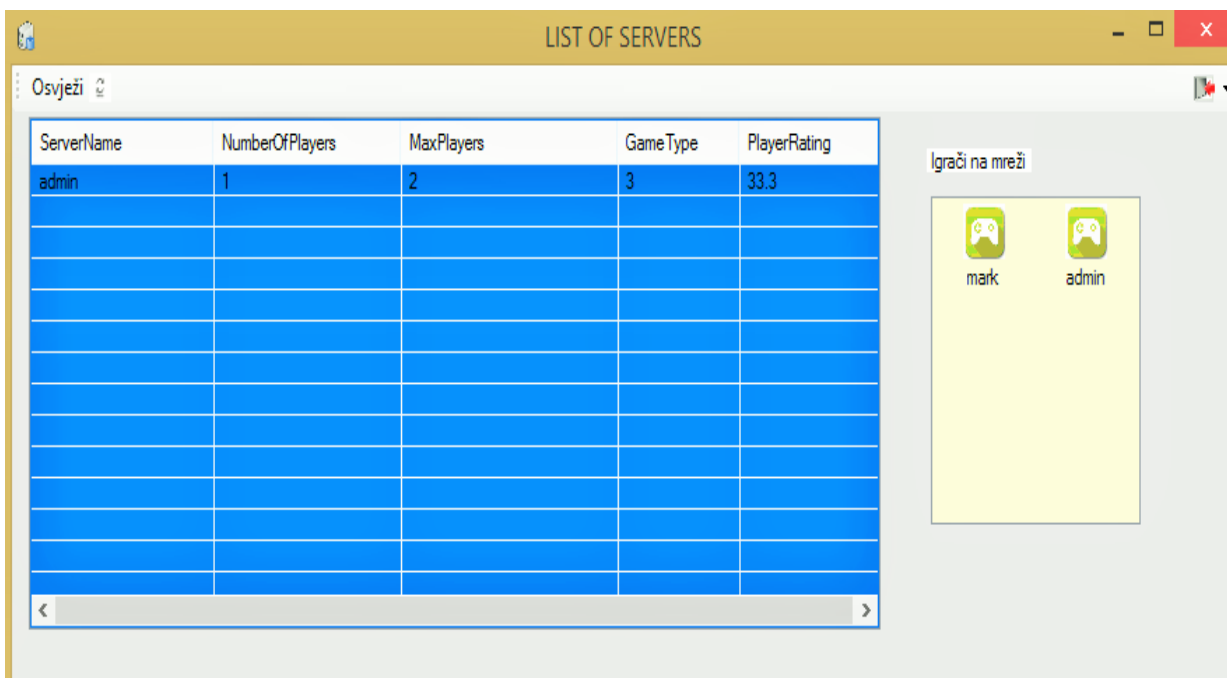 LIST OF SERVERS
Osvježi
ServerName NumberOfPlayers MaxPlayers GameType PlayerRating
admin 1 2 3 33.3
Igrači na mreži
mark admin